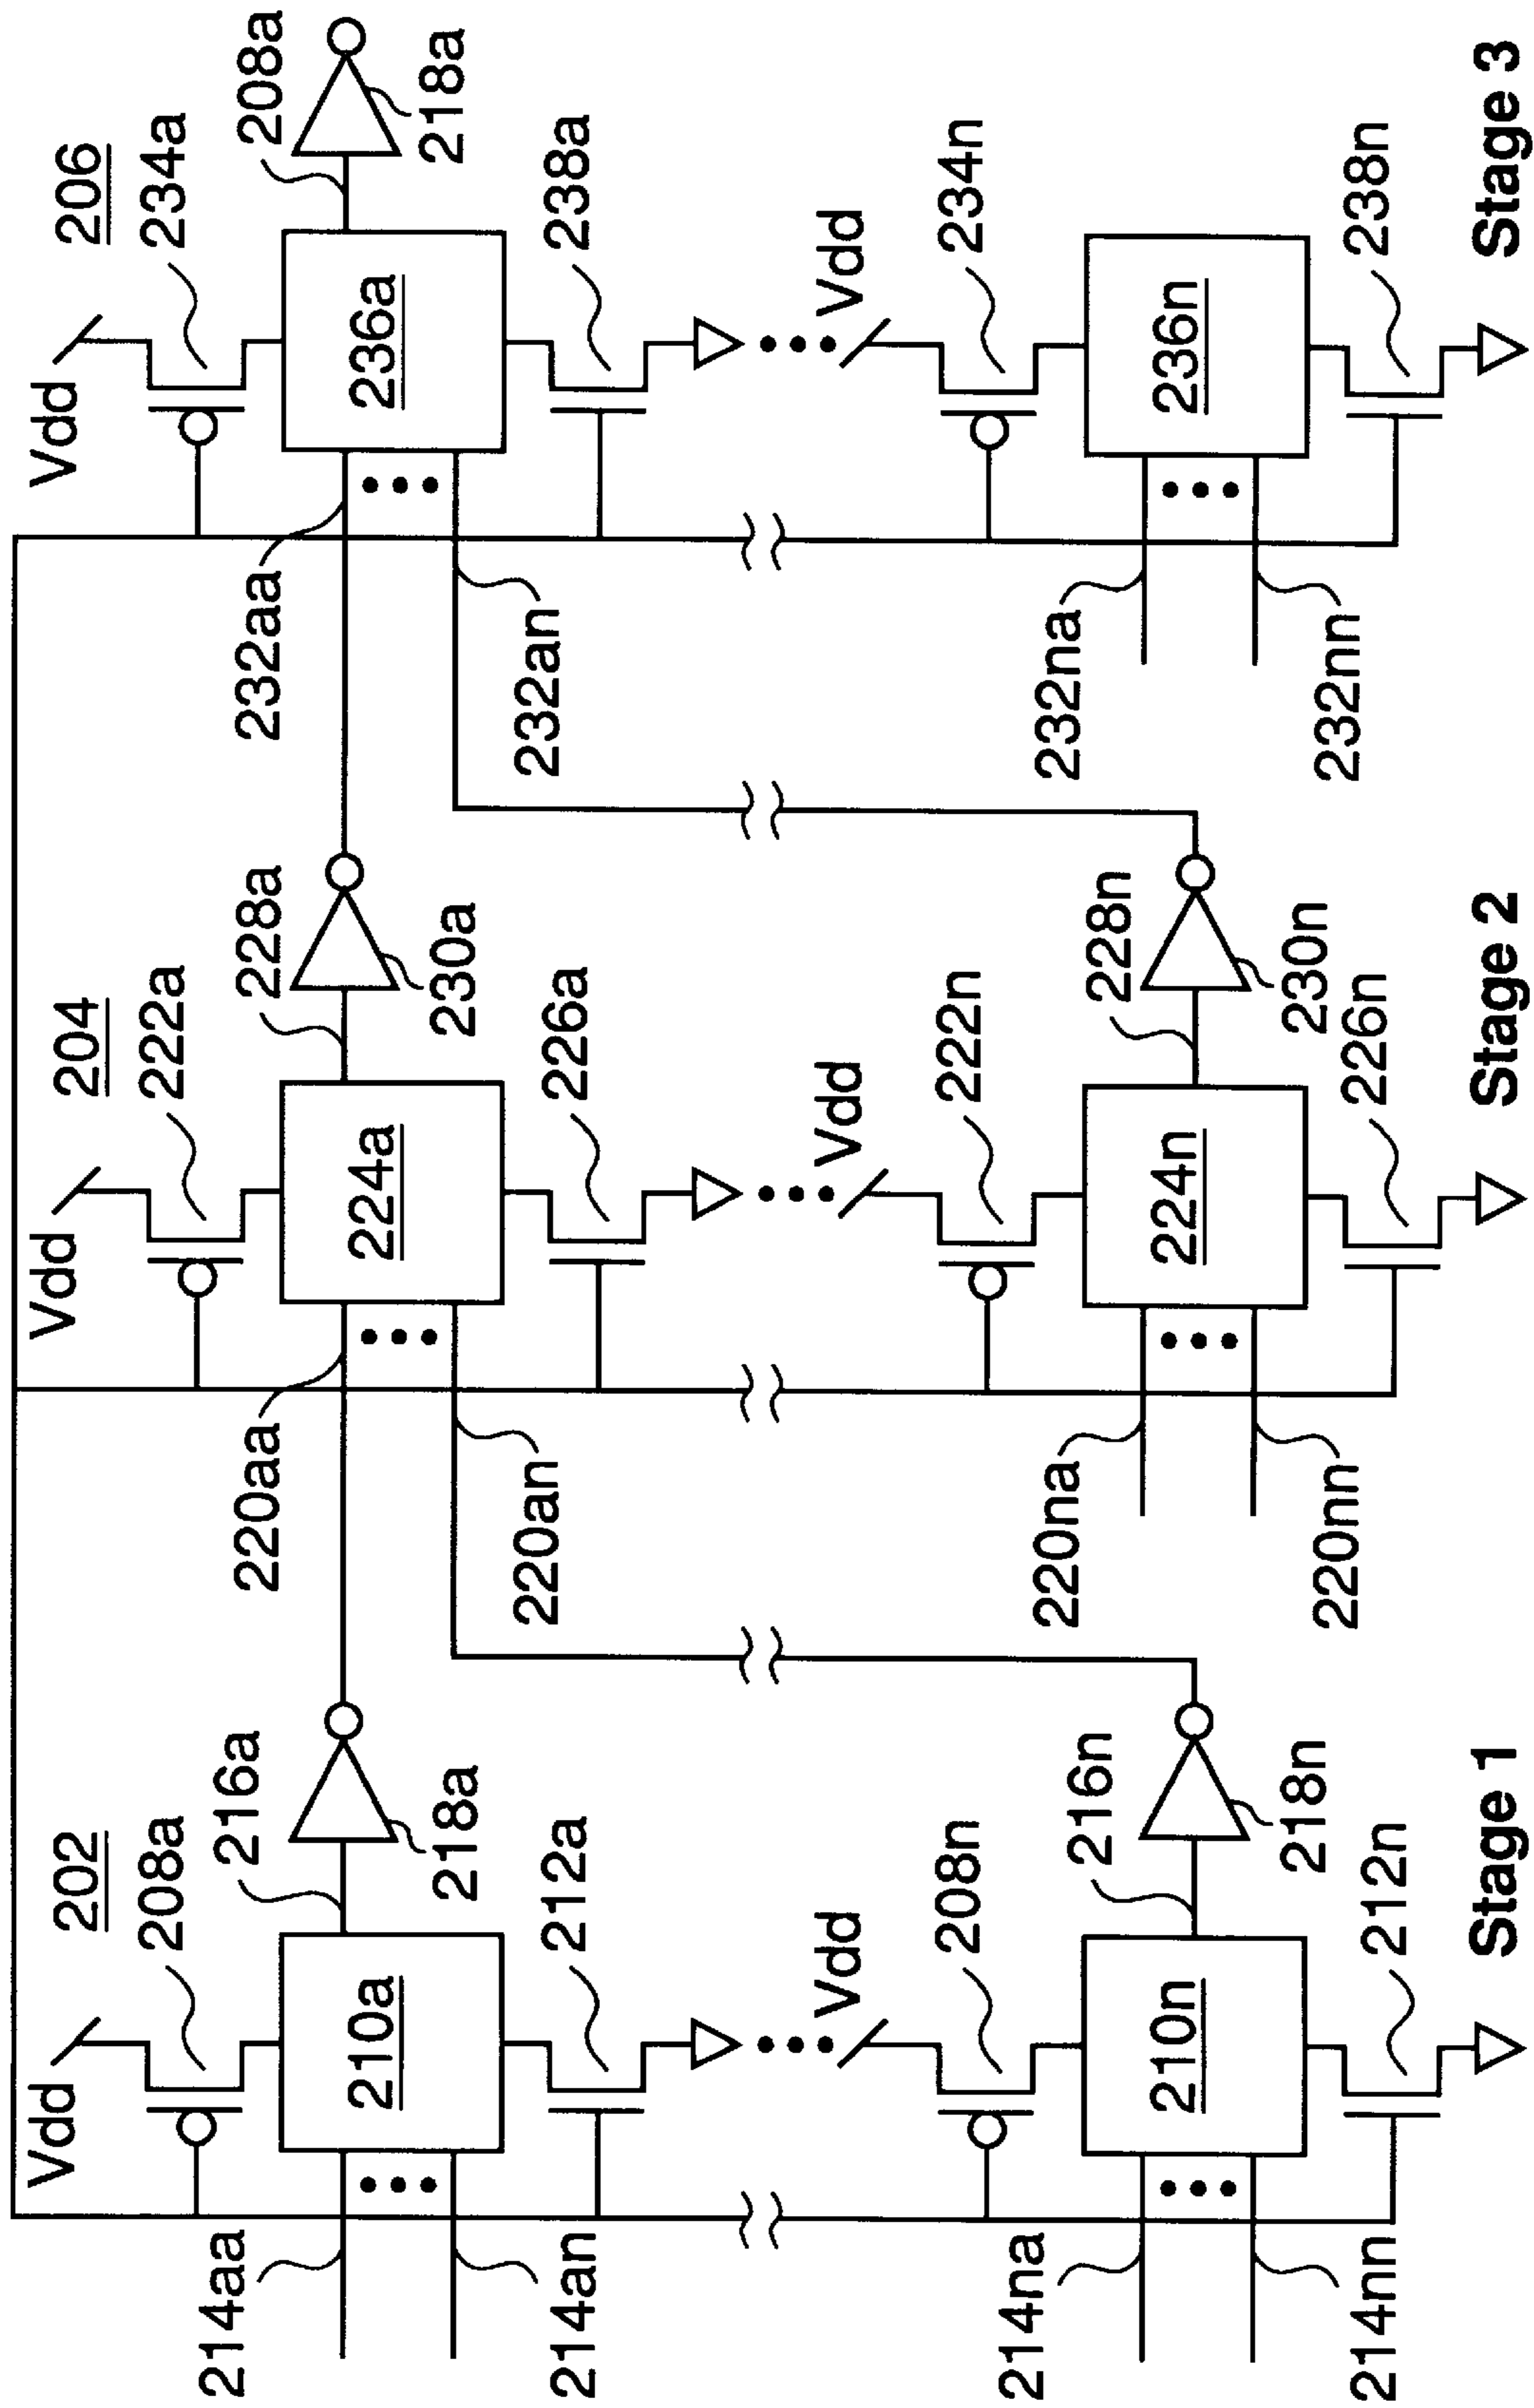 Vdd
202
208a
216a
210a
218a
214aa
214an
212a
Vdd
208n
216n
210n
218n
214na
214nn
212n
Stage 1
Vdd
204
222a
228a
224a
230a
220aa
220an
226a
Vdd
222n
228n
224n
230n
220na
220nn
226n
Stage 2
Vdd
206
234a
208a
236a
218a
232aa
232an
238a
Vdd
234n
236n
232na
232nn
238n
Stage 3